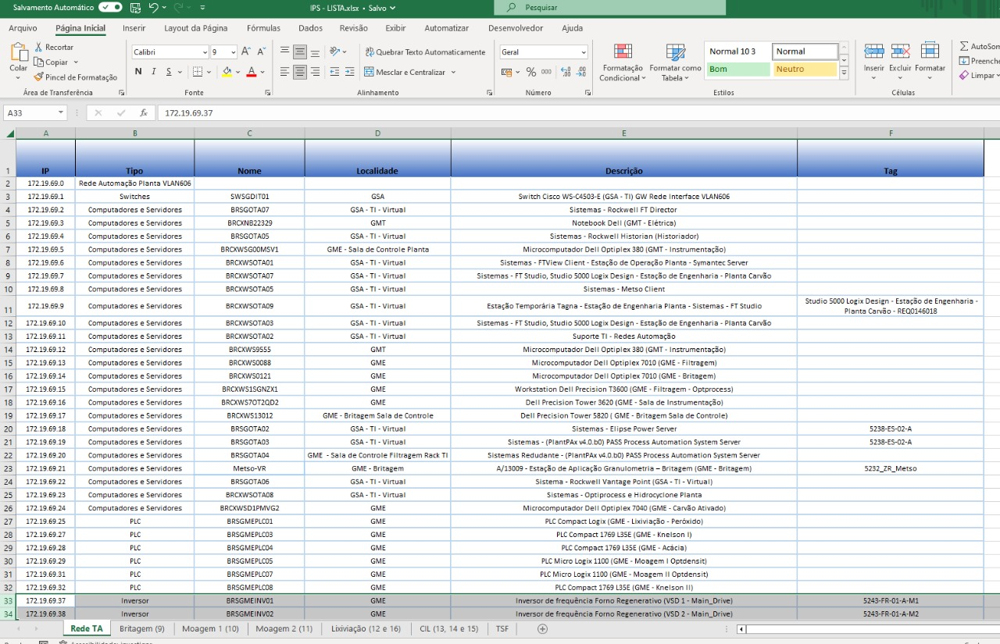 Salvamento Automático
IPS - LISTA.xlsx • Salvo
Pesquisar
Arquivo Página Inicial Inserir Layout da Página Fórmulas Dados Revisão Exibir Automatizar Desenvolvedor Ajuda
Colar
Recortar
Copiar
Pincel de Formatação
Área de Transferência
Calibri 9
N I S
Fonte
Quebrar Texto Automaticamente
Mesclar e Centralizar
Alinhamento
Geral
% 000
Número
Formatação Condicional
Formatar como Tabela
Normal 10 3 Normal
Bom Neutro
Estilos
Inserir Excluir Formatar
Células
AutoSom
Preenche
Limpar
A33 fx 172.19.69.37
A B C D E F
1 IP Tipo Nome Localidade Descrição Tag
2 172.19.69.0 Rede Automação Planta VLAN606
3 172.19.69.1 Switches SWSGDIT01 GSA Switch Cisco WS-C4503-E (GSA - TI) GW Rede Interface VLAN606
4 172.19.69.2 Computadores e Servidores BRSGOTA07 GSA - TI - Virtual Sistemas - Rockwell FT Director
5 172.19.69.3 Computadores e Servidores BRCXNB22329 GMT Notebook Dell (GMT - Elétrica)
6 172.19.69.4 Computadores e Servidores BRSGOTA05 GSA - TI - Virtual Sistemas - Rockwell Historian (Historiador)
7 172.19.69.5 Computadores e Servidores BRCXWSG00MSV1 GME - Sala de Controle Planta Microcomputador Dell Optiplex 380 (GMT - Instrumentação)
8 172.19.69.6 Computadores e Servidores BRCXWSOTA01 GSA - TI - Virtual Sistemas - FTView Client - Estação de Operação Planta - Symantec Server
9 172.19.69.7 Computadores e Servidores BRCXWSOTA07 GSA - TI - Virtual Sistemas - FT Studio, Studio 5000 Logix Design - Estação de Engenharia - Planta Carvão
10 172.19.69.8 Computadores e Servidores BRCXWSOTA05 GSA - TI - Virtual Sistemas - Metso Client
11 172.19.69.9 Computadores e Servidores BRCXWSOTA09 GSA - TI - Virtual Estação Temporária Tagna - Estação de Engenharia Planta - Sistemas - FT Studio Studio 5000 Logix Design - Estação de Engenharia - Planta Carvão - REQ0146018
12 172.19.69.10 Computadores e Servidores BRCXWSOTA03 GSA - TI - Virtual Sistemas - FT Studio, Studio 5000 Logix Design - Estação de Engenharia - Planta Carvão
13 172.19.69.11 Computadores e Servidores BRCXWSOTA02 GSA - TI - Virtual Suporte TI - Redes Automação
14 172.19.69.12 Computadores e Servidores BRCXWS9555 GMT Microcomputador Dell Optiplex 380 (GMT - Instrumentação)
15 172.19.69.13 Computadores e Servidores BRCXWS0088 GME Microcomputador Dell Optiplex 7010 (GME - Filtragem)
16 172.19.69.14 Computadores e Servidores BRCXWS0121 GME Microcomputador Dell Optiplex 7010 (GME - Britagem)
17 172.19.69.15 Computadores e Servidores BRCXWS1SGNZX1 GME Workstation Dell Precision T3600 (GME - Filtragem - Optprocess)
18 172.19.69.16 Computadores e Servidores BRCXWS7OT2QD2 GME Dell Precision Tower 3620 (GME - Sala de Instrumentação)
19 172.19.69.17 Computadores e Servidores BRCXWS13012 GME - Britagem Sala de Controle Dell Precision Tower 5820 ( GME - Britagem Sala de Controle)
20 172.19.69.18 Computadores e Servidores BRSGOTA02 GSA - TI - Virtual Sistemas - Elipse Power Server 5238-ES-02-A
21 172.19.69.19 Computadores e Servidores BRSGOTA03 GSA - TI - Virtual Sistemas - (PlantPAx v4.0.b0) PASS Process Automation System Server 5238-ES-02-A
22 172.19.69.20 Computadores e Servidores BRSGOTA04 GME - Sala de Controle Filtragem Rack TI Sistemas Redudante - (PlantPAx v4.0.b0) PASS Process Automation System Server
23 172.19.69.21 Computadores e Servidores Metso-VR GME - Britagem A/13009 - Estação de Aplicação Granulometria – Britagem (GME - Britagem) 5232_ZR_Metso
24 172.19.69.22 Computadores e Servidores BRSGOTA06 GSA - TI - Virtual Sistema - Rockwell Vantage Point (GSA - TI - Virtual)
25 172.19.69.23 Computadores e Servidores BRCXWSOTA08 GSA - TI - Virtual Sistemas - Optiprocess e Hidrocyclone Planta
26 172.19.69.24 Computadores e Servidores BRCXWSD1PMVG2 GME Microcomputador Dell Optiplex 7040 (GME - Carvão Ativado)
27 172.19.69.25 PLC BRSGMEPLC01 GME PLC Compact Logix (GME - Lixiviação - Peróxido)
28 172.19.69.27 PLC BRSGMEPLC03 GME PLC Compact 1769 L35E (GME - Knelson I)
29 172.19.69.28 PLC BRSGMEPLC04 GME PLC Compact 1769 L35E (GME - Acácia)
30 172.19.69.29 PLC BRSGMEPLC05 GME PLC Micro Logix 1100 (GME - Moagem I Optdensit)
31 172.19.69.31 PLC BRSGMEPLC07 GME PLC Micro Logix 1100 (GME - Moagem II Optdensit)
32 172.19.69.32 PLC BRSGMEPLC08 GME PLC Compact 1769 L35E (GME - Knelson II)
33 172.19.69.37 Inversor BRSGMEINV01 GME Inversor de frequência Forno Regenerativo (VSD 1 - Main_Drive) 5243-FR-01-A-M1
34 172.19.69.38 Inversor BRSGMEINV02 GME Inversor de frequência Forno Regenerativo (VSD 2 - Main_Drive) 5243-FR-01-A-M2
Rede TA Britagem (9) Moagem 1 (10) Moagem 2 (11) Lixiviação (12 e 16) CIL (13, 14 e 15) TSF